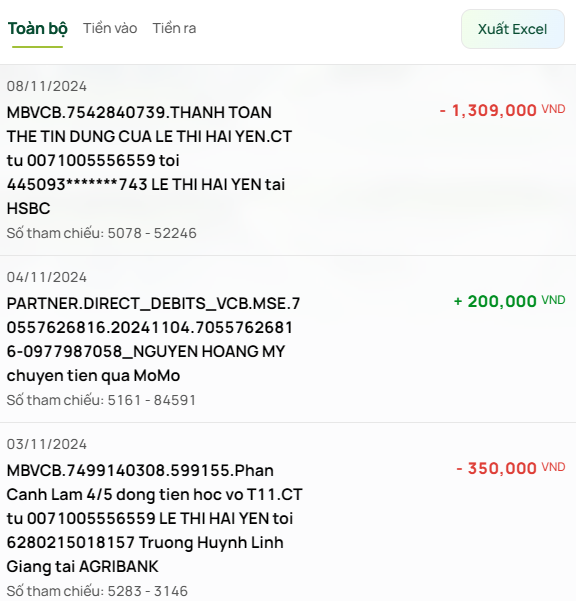 Toàn bộ Tiền vào Tiền ra Xuất Excel
08/11/2024
MBVCB.7542840739.THANH TOAN - 1,309,000 VND
THE TIN DUNG CUA LE THI HAI YEN.CT
tu 0071005556559 toi
445093*******743 LE THI HAI YEN tai
HSBC
Số tham chiếu: 5078 - 52246
04/11/2024
PARTNER.DIRECT_DEBITS_VCB.MSE.7 + 200,000 VND
0557626816.20241104.7055762681
6-0977987058_NGUYEN HOANG MY
chuyen tien qua MoMo
Số tham chiếu: 5161 - 84591
03/11/2024
MBVCB.7499140308.599155.Phan - 350,000 VND
Canh Lam 4/5 dong tien hoc vo T11.CT
tu 0071005556559 LE THI HAI YEN toi
6280215018157 Truong Huynh Linh
Giang tai AGRIBANK
Số tham chiếu: 5283 - 3146